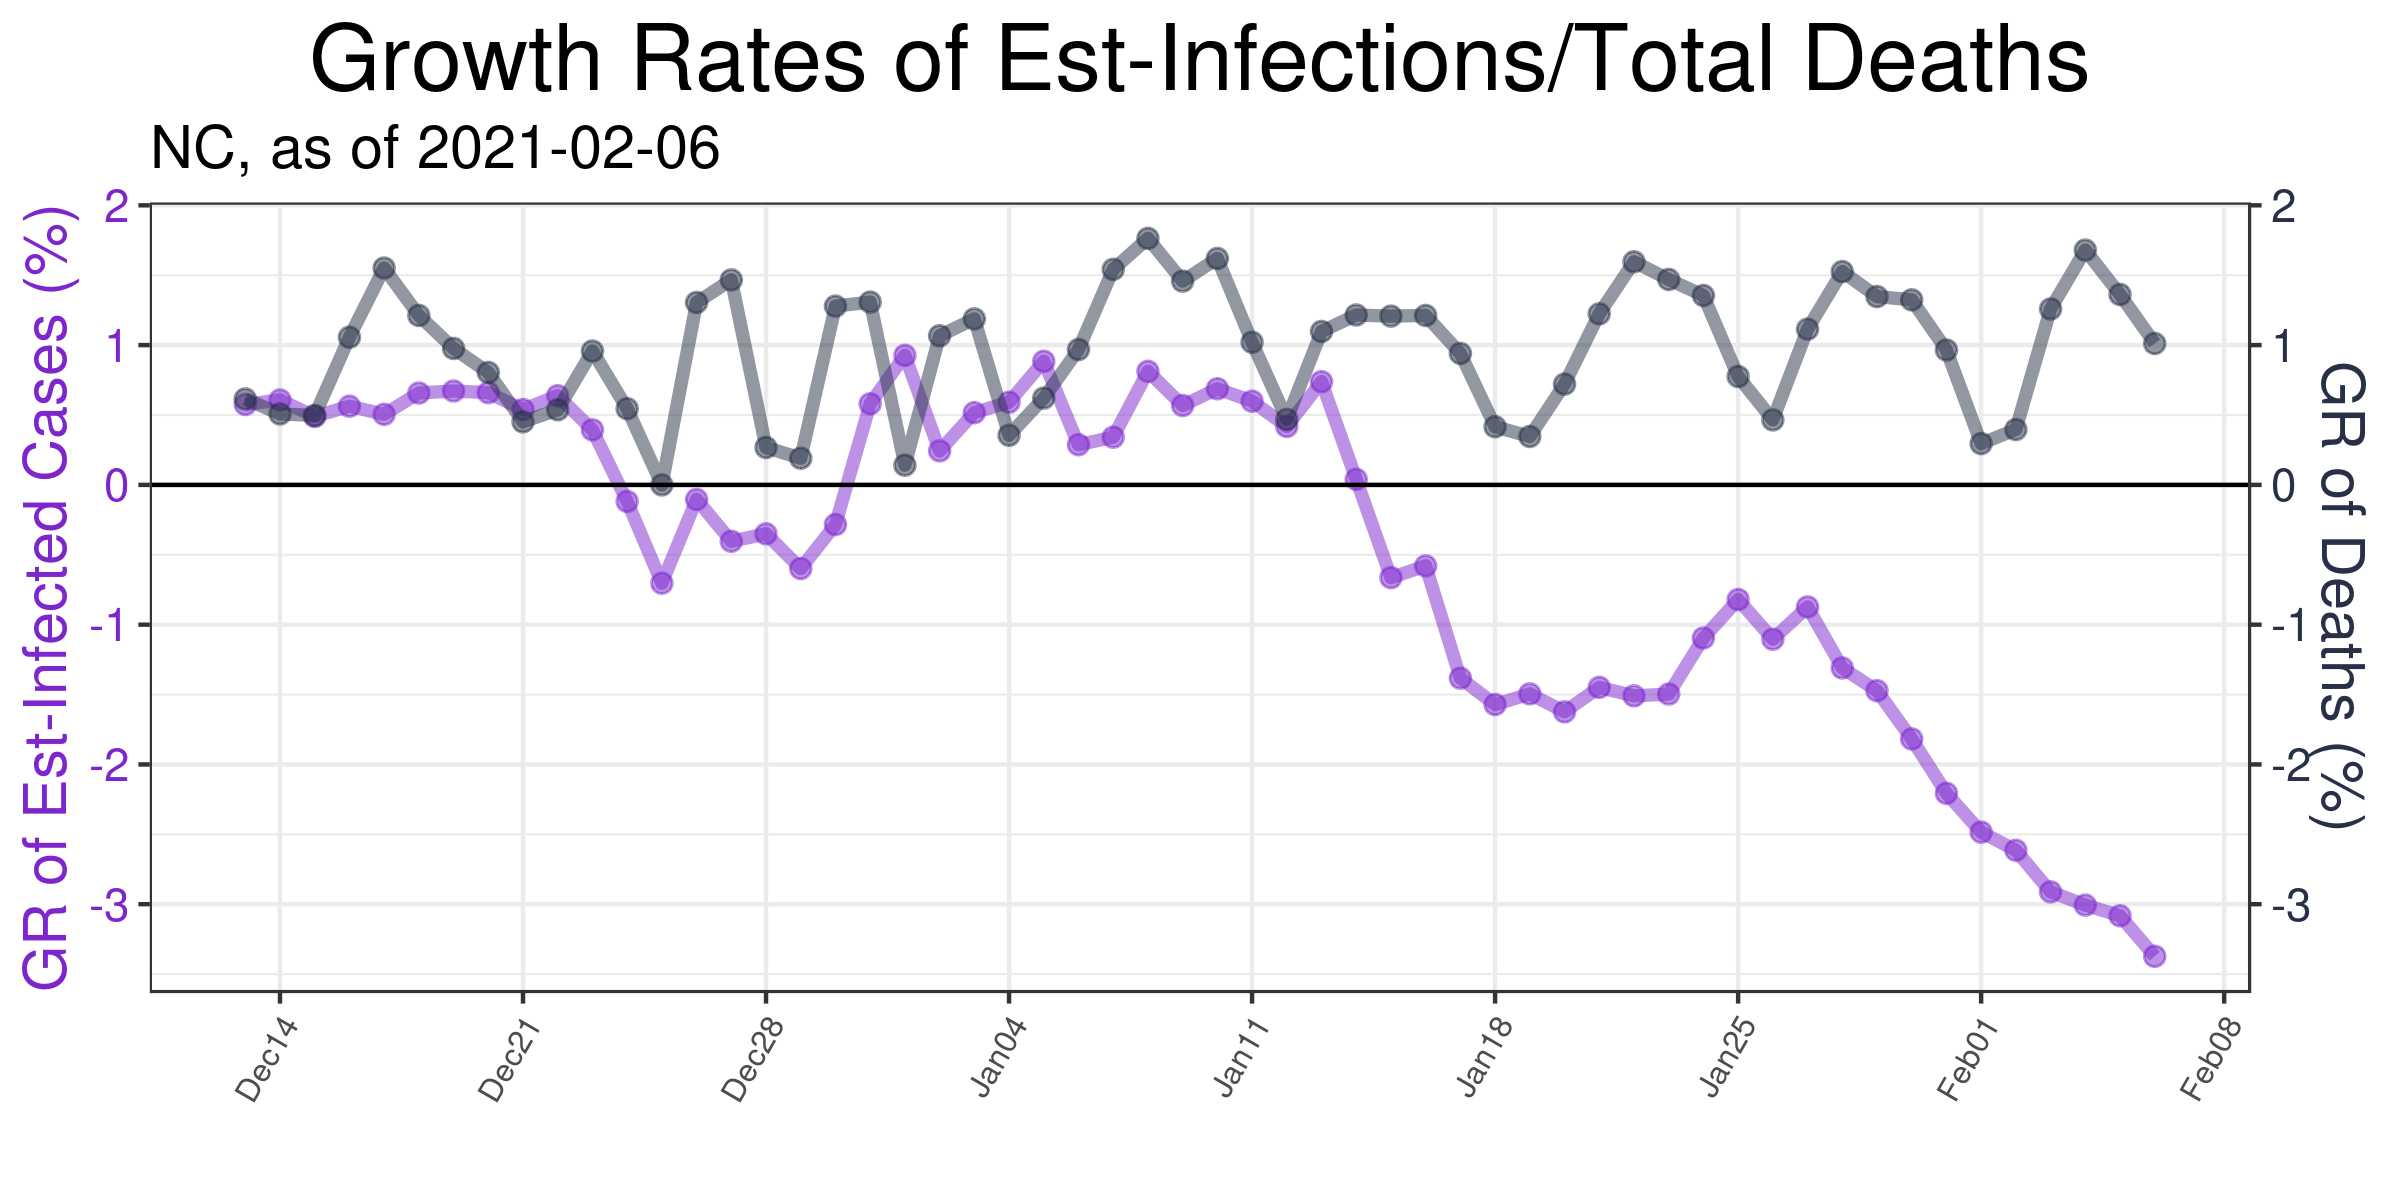 Growth Rates of Est-Infections/Total Deaths
NC, as of 2021-02-06
GR of Est-Infected Cases (%)
2
1
0
-1
-2
-3
2
1
0
-1
-2
-3
GR of Deaths (%)
Dec14
Dec21
Dec28
Jan04
Jan11
Jan18
Jan25
Feb01
Feb08